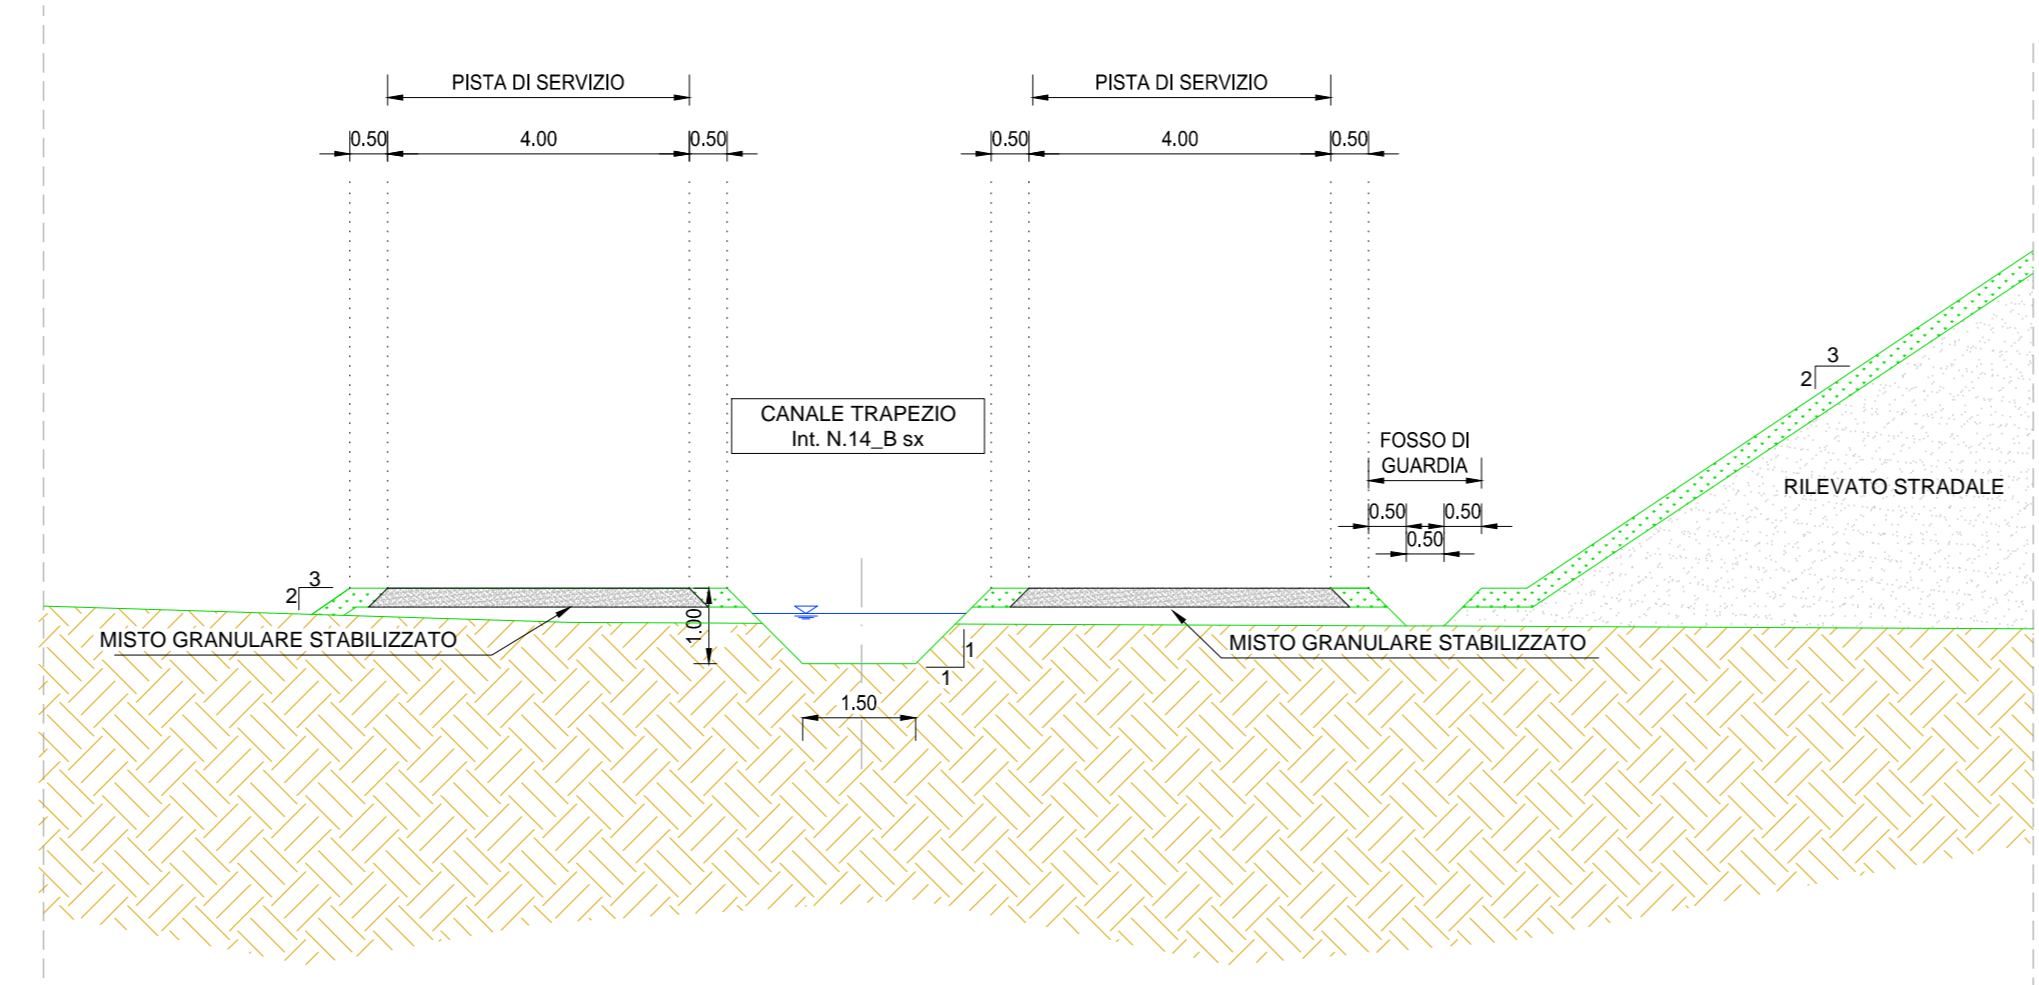 PISTA DI SERVIZIO
PISTA DI SERVIZIO
0.50 4.00 0.50
0.50 4.00 0.50
CANALE TRAPEZIO
Int. N.14_B sx
3
2
FOSSO DI
GUARDIA
RILEVATO STRADALE
0.50 0.50
0.50
3
2
1.00
MISTO GRANULARE STABILIZZATO
MISTO GRANULARE STABILIZZATO
1
1
1.50